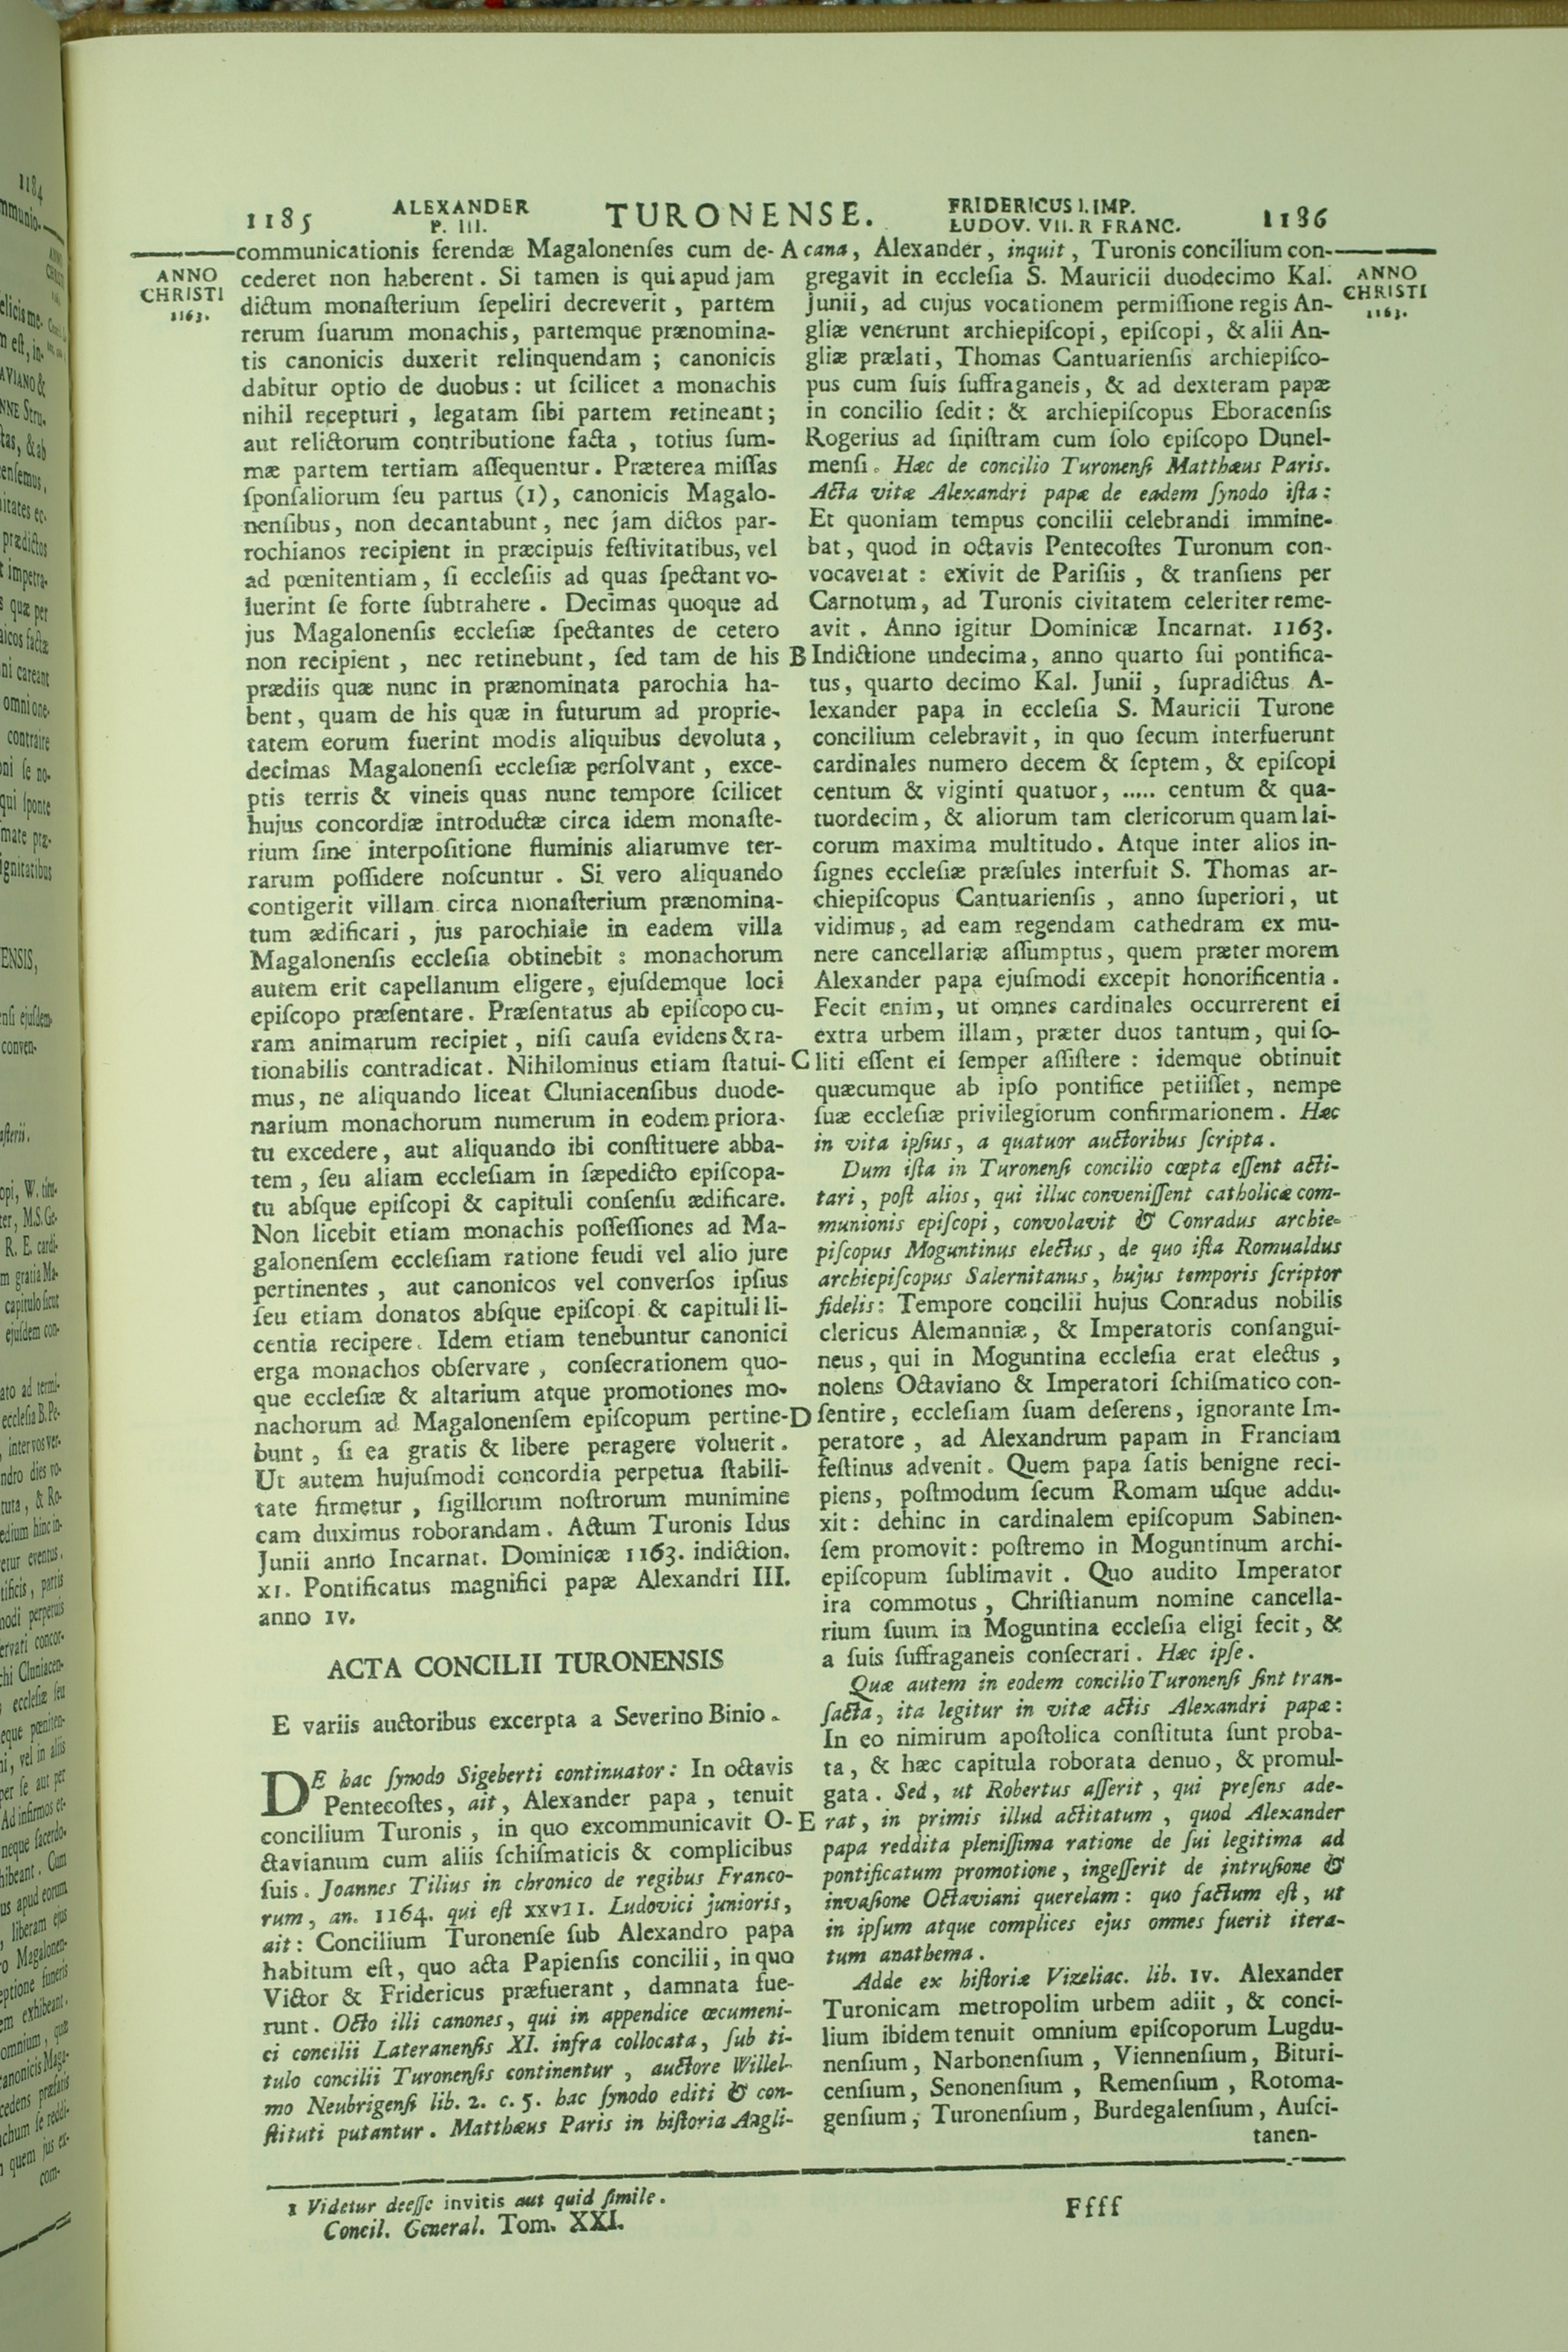 1185
ALEXANDER
P. III.
TURONENSE.
FRIDERICUS I. IMP.
LUDOV. VII. R FRANC.
1186
ANNO
CHRISTI
1163.
communicationis ferendæ Magalonenſes cum de-
cederet non haberent. Si tamen is qui apud jam
dictum monaſterium ſepeliri decreverit, partem
rerum ſuarum monachis, partemque prænomina-
tis canonicis duxerit relinquendam; canonicis
dabitur optio de duobus: ut ſcilicet a monachis
nihil recepturi, legatam ſibi partem retineant;
aut relictorum contributione facta, totius ſum-
mæ partem tertiam aſſequentur. Præterea miſſas
ſponſaliorum ſeu partus (1), canonicis Magalo-
nenſibus, non decantabunt, nec jam dictos par-
rochianos recipient in præcipuis feſtivitatibus, vel
ad pœnitentiam, ſi eccleſiis ad quas ſpectant vo-
luerint ſe forte ſubtrahere. Decimas quoque ad
jus Magalonenſis eccleſiæ ſpectantes de cetero
non recipient, nec retinebunt, ſed tam de his
prædiis quæ nunc in prænominata parochia ha-
bent, quam de his quæ in futurum ad proprie-
tatem eorum fuerint modis aliquibus devoluta,
decimas Magalonenſi eccleſiæ perſolvant, exce-
ptis terris & vineis quas nunc tempore ſcilicet
hujus concordiæ introductæ circa idem monaſte-
rium ſine interpoſitione fluminis aliarumve ter-
rarum poſſidere noſcuntur. Si vero aliquando
contigerit villam circa monaſterium prænomina-
tum ædificari, jus parochiale in eadem villa
Magalonenſis eccleſia obtinebit: monachorum
autem erit capellanum eligere, ejuſdemque loci
epiſcopo præſentare. Præſentatus ab epiſcopo cu-
ram animarum recipiet, niſi cauſa evidens & ra-
tionabilis contradicat. Nihilominus etiam ſtatui-
mus, ne aliquando liceat Cluniacenſibus duode-
narium monachorum numerum in eodem priora-
tu excedere, aut aliquando ibi conſtituere abba-
tem, ſeu aliam eccleſiam in ſæpedicto epiſcopa-
tu abſque epiſcopi & capituli conſenſu ædificare.
Non licebit etiam monachis poſſeſſiones ad Ma-
galonenſem eccleſiam ratione feudi vel alio jure
pertinentes, aut canonicos vel converſos ipſius
ſeu etiam donatos abſque epiſcopi & capituli li-
centia recipere. Idem etiam tenebuntur canonici
erga monachos obſervare, conſecrationem quo-
que eccleſiæ & altarium atque promotiones mo-
nachorum ad Magalonenſem epiſcopum pertine-
bunt, ſi ea gratis & libere peragere voluerit.
Ut autem hujuſmodi concordia perpetua ſtabili-
tate firmetur, ſigillorum noſtrorum munimine
eam duximus roborandam. Actum Turonis Idus
Junii anno Incarnat. Dominicæ 1163. indiction.
XI. Pontificatus magnifici papæ Alexandri III.
anno IV.
ACTA CONCILII TURONENSIS
E variis auctoribus excerpta a Severino Binio.
DE hac ſynodo Sigeberti continuator: In octavis
Pentecoſtes, ait, Alexander papa, tenuit
concilium Turonis, in quo excommunicavit O-
ctavianum cum aliis ſchiſmaticis & complicibus
ſuis. Joannes Tilius in chronico de regibus Franco-
rum, an. 1164. qui eſt XXVII. Ludovici junioris,
ait: Concilium Turonenſe ſub Alexandro papa
habitum eſt, quo acta Papienſis concilii, in quo
Victor & Fridericus præfuerant, damnata fue-
runt. Octo illi canones, qui in appendice œcumeni-
ci concilii Lateranenſis XI. infra collocata, ſub ti-
tulo concilii Turonenſis continentur, auctore Willel-
mo Neubrigenſi lib. 2. c. 5. hac ſynodo editi & con-
ſtituti putantur. Matthæus Paris in hiſtoria Angli-
A
B
C
D
E
cana, Alexander, inquit, Turonis concilium con-
gregavit in eccleſia S. Mauricii duodecimo Kal.
Junii, ad cujus vocationem permiſſione regis An-
gliæ venerunt archiepiſcopi, epiſcopi, & alii An-
gliæ prælati, Thomas Cantuarienſis archiepiſco-
pus cum ſuis ſuffraganeis, & ad dexteram papæ
in concilio ſedit: & archiepiſcopus Eboracenſis
Rogerius ad ſiniſtram cum ſolo epiſcopo Dunel-
menſi. Hæc de concilio Turonenſi Matthæus Paris.
Acta vitæ Alexandri papæ de eadem ſynodo iſta:
Et quoniam tempus concilii celebrandi immine-
bat, quod in octavis Pentecoſtes Turonum con-
vocaverat: exivit de Pariſiis, & tranſiens per
Carnotum, ad Turonis civitatem celeriter reme-
avit. Anno igitur Dominicæ Incarnat. 1163.
Indictione undecima, anno quarto ſui pontifica-
tus, quarto decimo Kal. Junii, ſupradictus A-
lexander papa in eccleſia S. Mauricii Turone
concilium celebravit, in quo ſecum interfuerunt
cardinales numero decem & ſeptem, & epiſcopi
centum & viginti quatuor, ..... centum & qua-
tuordecim, & aliorum tam clericorum quam lai-
corum maxima multitudo. Atque inter alios in-
ſignes eccleſiæ præſules interfuit S. Thomas ar-
chiepiſcopus Cantuarienſis, anno ſuperiori, ut
vidimus, ad eam regendam cathedram ex mu-
nere cancellariæ aſſumptus, quem præter morem
Alexander papa ejuſmodi excepit honorificentia.
Fecit enim, ut omnes cardinales occurrerent ei
extra urbem illam, præter duos tantum, qui ſo-
liti eſſent ei ſemper aſſiſtere: idemque obtinuit
quæcumque ab ipſo pontifice petiiſſet, nempe
ſuæ eccleſiæ privilegiorum confirmarionem. Hæc
in vita ipſius, a quatuor auctoribus ſcripta.
Dum iſta in Turonenſi concilio cœpta eſſent acti-
tari, poſt alios, qui illuc conveniſſent catholicæ com-
munionis epiſcopi, convolavit & Conradus archie-
piſcopus Moguntinus electus, de quo iſta Romualdus
archiepiſcopus Salernitanus, hujus temporis ſcriptor
fidelis: Tempore concilii hujus Conradus nobilis
clericus Alemanniæ, & Imperatoris conſangui-
neus, qui in Moguntina eccleſia erat electus,
nolens Octaviano & Imperatori ſchiſmatico con-
ſentire, eccleſiam ſuam deſerens, ignorante Im-
peratore, ad Alexandrum papam in Franciam
feſtinus advenit. Quem papa ſatis benigne reci-
piens, poſtmodum ſecum Romam uſque addu-
xit: dehinc in cardinalem epiſcopum Sabinen-
ſem promovit: poſtremo in Moguntinum archi-
epiſcopum ſublimavit. Quo audito Imperator
ira commotus, Chriſtianum nomine cancella-
rium ſuum in Moguntina eccleſia eligi fecit, &
a ſuis ſuffraganeis conſecrari. Hæc ipſe.
Quæ autem in eodem concilio Turonenſi ſint tran-
ſacta, ita legitur in vitæ actis Alexandri papæ:
In eo nimirum apoſtolica conſtituta ſunt proba-
ta, & hæc capitula roborata denuo, & promul-
gata. Sed, ut Robertus aſſerit, qui preſens ade-
rat, in primis illud actitatum, quod Alexander
papa reddita pleniſſima ratione de ſui legitima ad
pontificatum promotione, ingeſſerit de intruſione &
invaſione Octaviani querelam: quo factum eſt, ut
in ipſum atque complices ejus omnes fuerit itera-
tum anathema.
Adde ex hiſtoriæ Vizeliac. lib. IV. Alexander
Turonicam metropolim urbem adiit, & conci-
lium ibidem tenuit omnium epiſcoporum Lugdu-
nenſium, Narbonenſium, Viennenſium, Bituri-
cenſium, Senonenſium, Remenſium, Rotoma-
genſium, Turonenſium, Burdegalenſium, Auſci-
tanen-
ANNO
CHRISTI
1163.
1 Videtur deeſſe invitis aut quid ſimile.
Concil. General. Tom. XXI.
Ffff